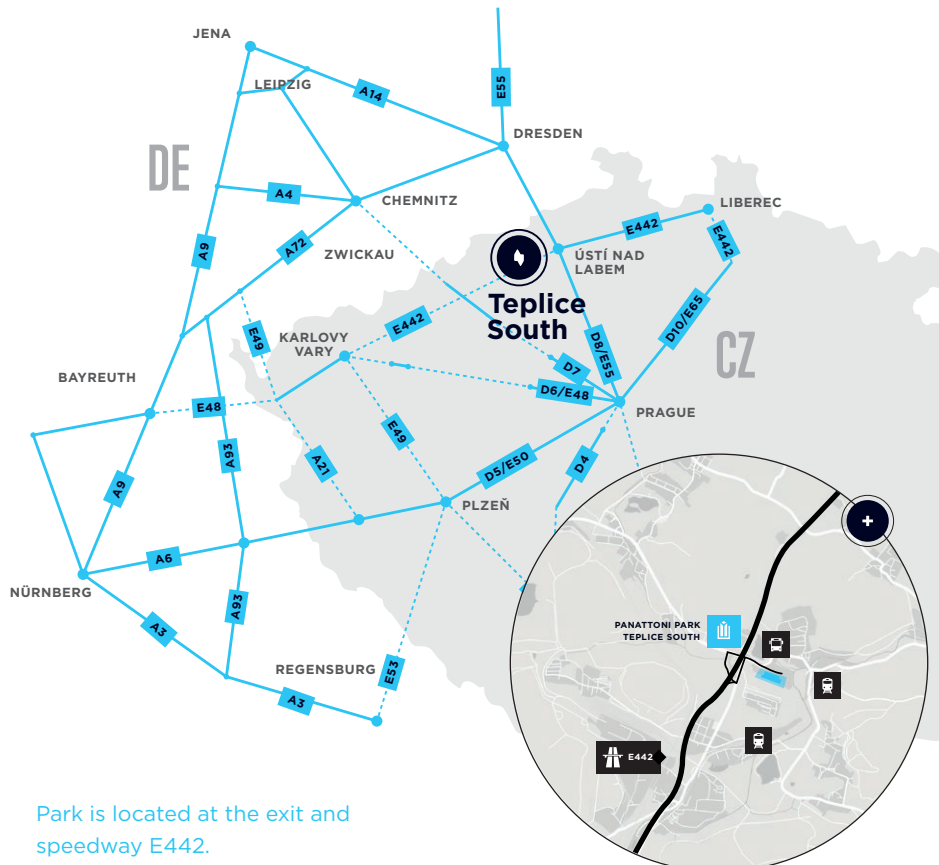 JENA
LEIPZIG
A14
E55
DRESDEN
DE
A4
CHEMNITZ
LIBEREC
E442
E442
A9
A72
ZWICKAU
ÚSTÍ NAD
LABEM
Teplice
South
E49
KARLOVY
VARY
E442
D10/E65
CZ
D8/E55
D7
D6/E48
BAYREUTH
E48
PRAGUE
A93
E49
A21
D5/E50
D4
A9
PLZEŇ
A6
NÜRNBERG
A93
A3
PANATTONI PARK
TEPLICE SOUTH
REGENSBURG
E53
A3
E442
Park is located at the exit and
speedway E442.